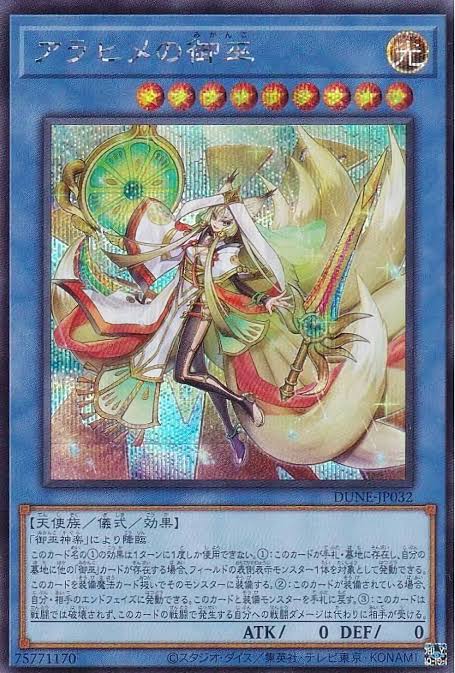 みかんこ
アラヒメの御巫
光
DUNE-JP032
【天使族／儀式／効果】
「御巫神楽」により降臨
このカード名の①の効果は1ターンに1度しか使用できない。①：このカードが手札・墓地に存在し、自分の
墓地に他の「御巫」カードが存在する場合、フィールドの表側表示モンスター1体を対象として発動できる。
このカードを装備魔法カード扱いでそのモンスターに装備する。②：このカードが装備されている場合、
自分・相手のエンドフェイズに発動できる。このカードと装備モンスターを手札に戻す。③：このカードは
戦闘では破壊されず、このカードの戦闘で発生する自分への戦闘ダメージは代わりに相手が受ける。
ATK/ 0 DEF/ 0
75771170 ©スタジオ・ダイス／集英社・テレビ東京・KONAMI